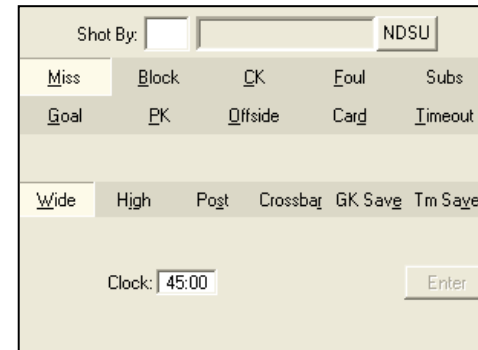 Shot By: NDSU
Miss Block CK Foul Subs
Goal PK Offside Card Timeout
Wide High Post Crossbar GK Save Tm Save
Clock: 45:00 Enter